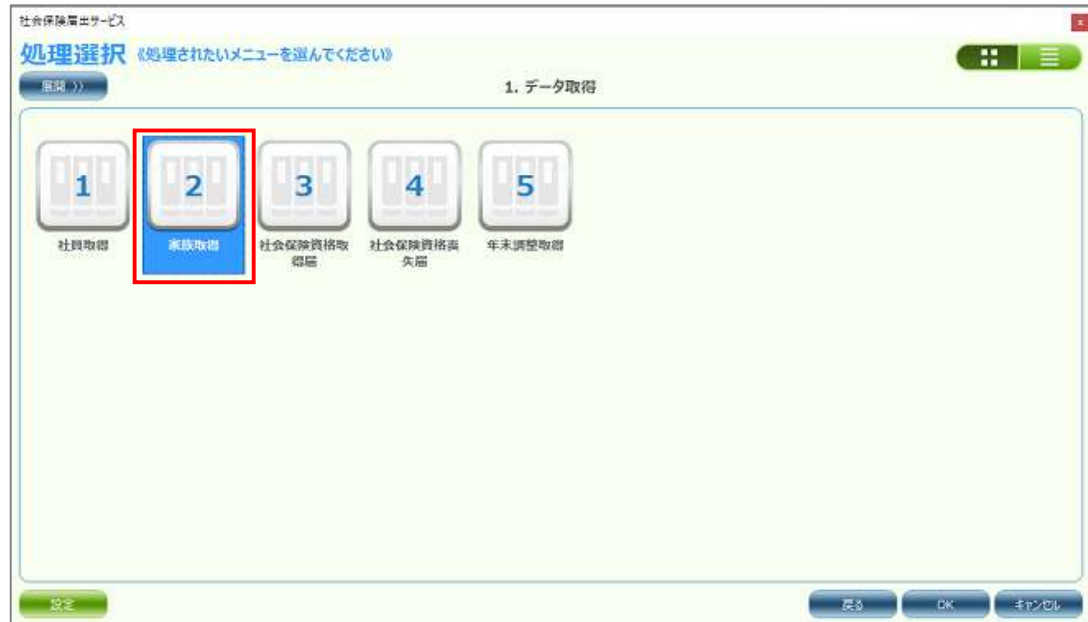 社会保険届出サービス
処理選択 《処理されたいメニューを選んでください》
展開 》
1. データ取得
1
2
3
4
5
社員取得
家族取得
社会保険資格取
得届
社会保険資格喪
失届
年末調整取得
設定
戻る
OK
キャンセル